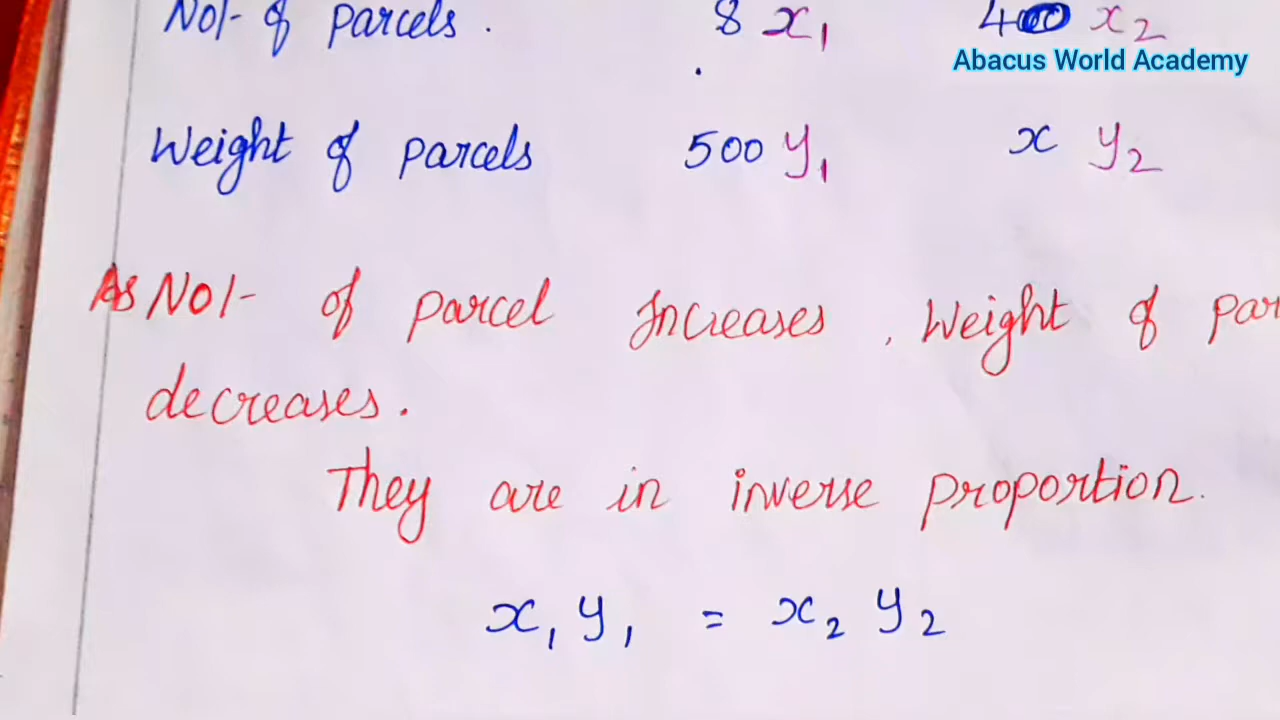 No/- of parcels . 8 x₁ 40 x₂
Abacus World Academy
Weight of parcels 500 y₁ x y₂
As No/- of parcel Increases , Weight of par
decreases .
They are in inverse proportion.
x₁ y₁ = x₂ y₂